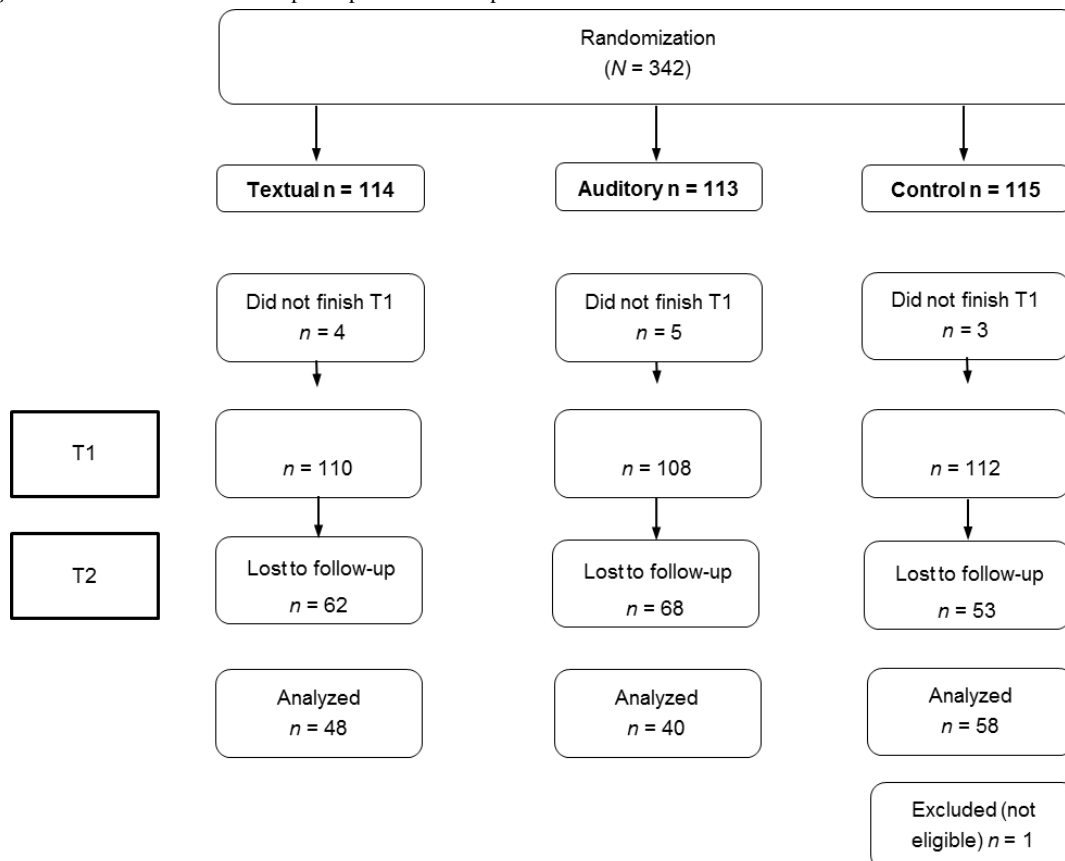 Randomization
(N = 342)
Textual n = 114
Auditory n = 113
Control n = 115
Did not finish T1
n = 4
Did not finish T1
n = 5
Did not finish T1
n = 3
T1
n = 110
n = 108
n = 112
T2
Lost to follow-up
n = 62
Lost to follow-up
n = 68
Lost to follow-up
n = 53
Analyzed
n = 48
Analyzed
n = 40
Analyzed
n = 58
Excluded (not
eligible) n = 1